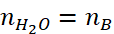 n_{H_2O} = n_B